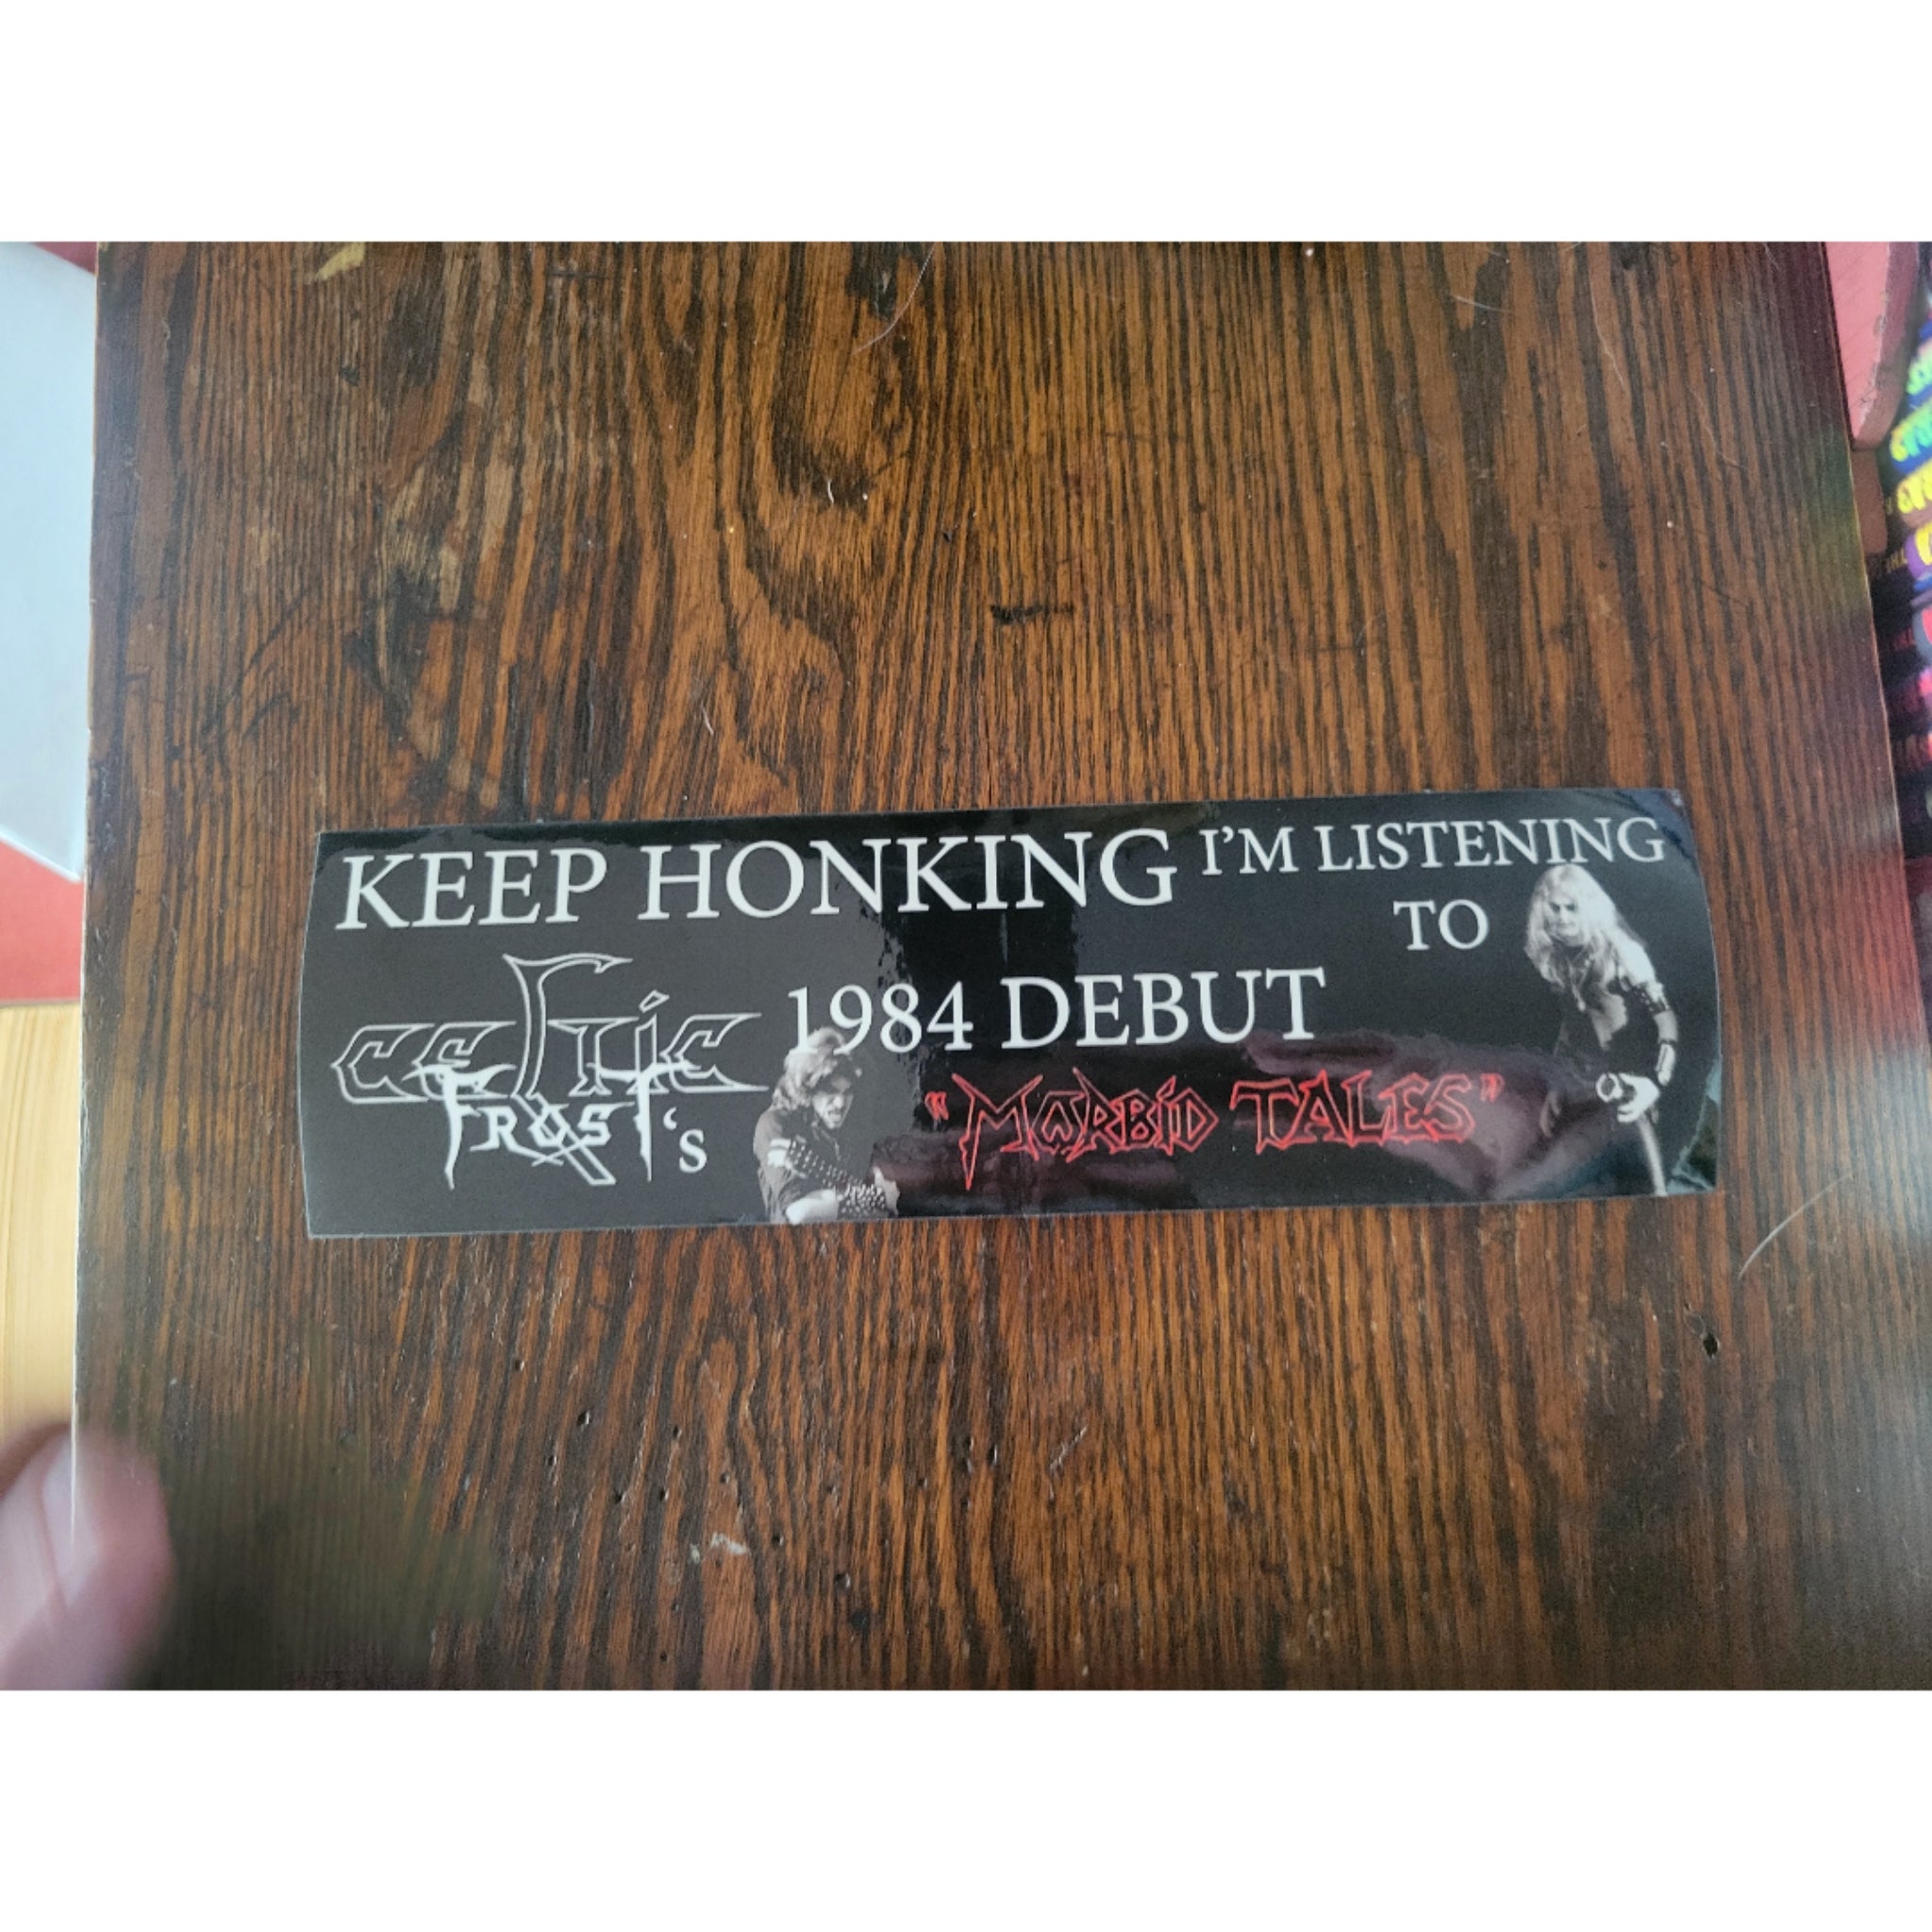 KEEP HONKING I'M LISTENING
TO
CELTIC FROST'S 1984 DEBUT
"MORBID TALES"